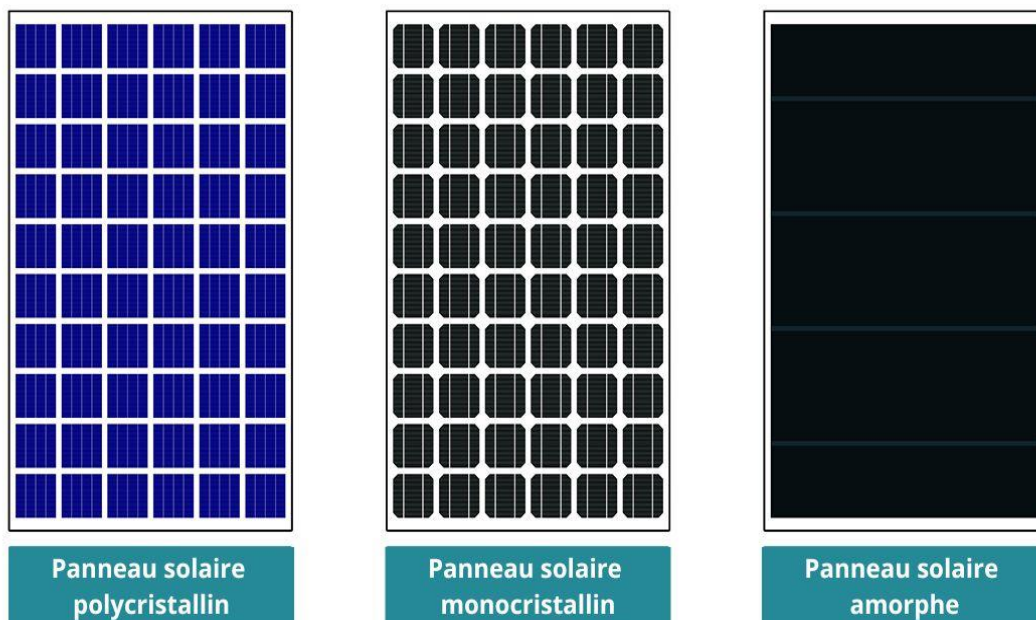 Panneau solaire
polycristallin
Panneau solaire
monocristallin
Panneau solaire
amorphe